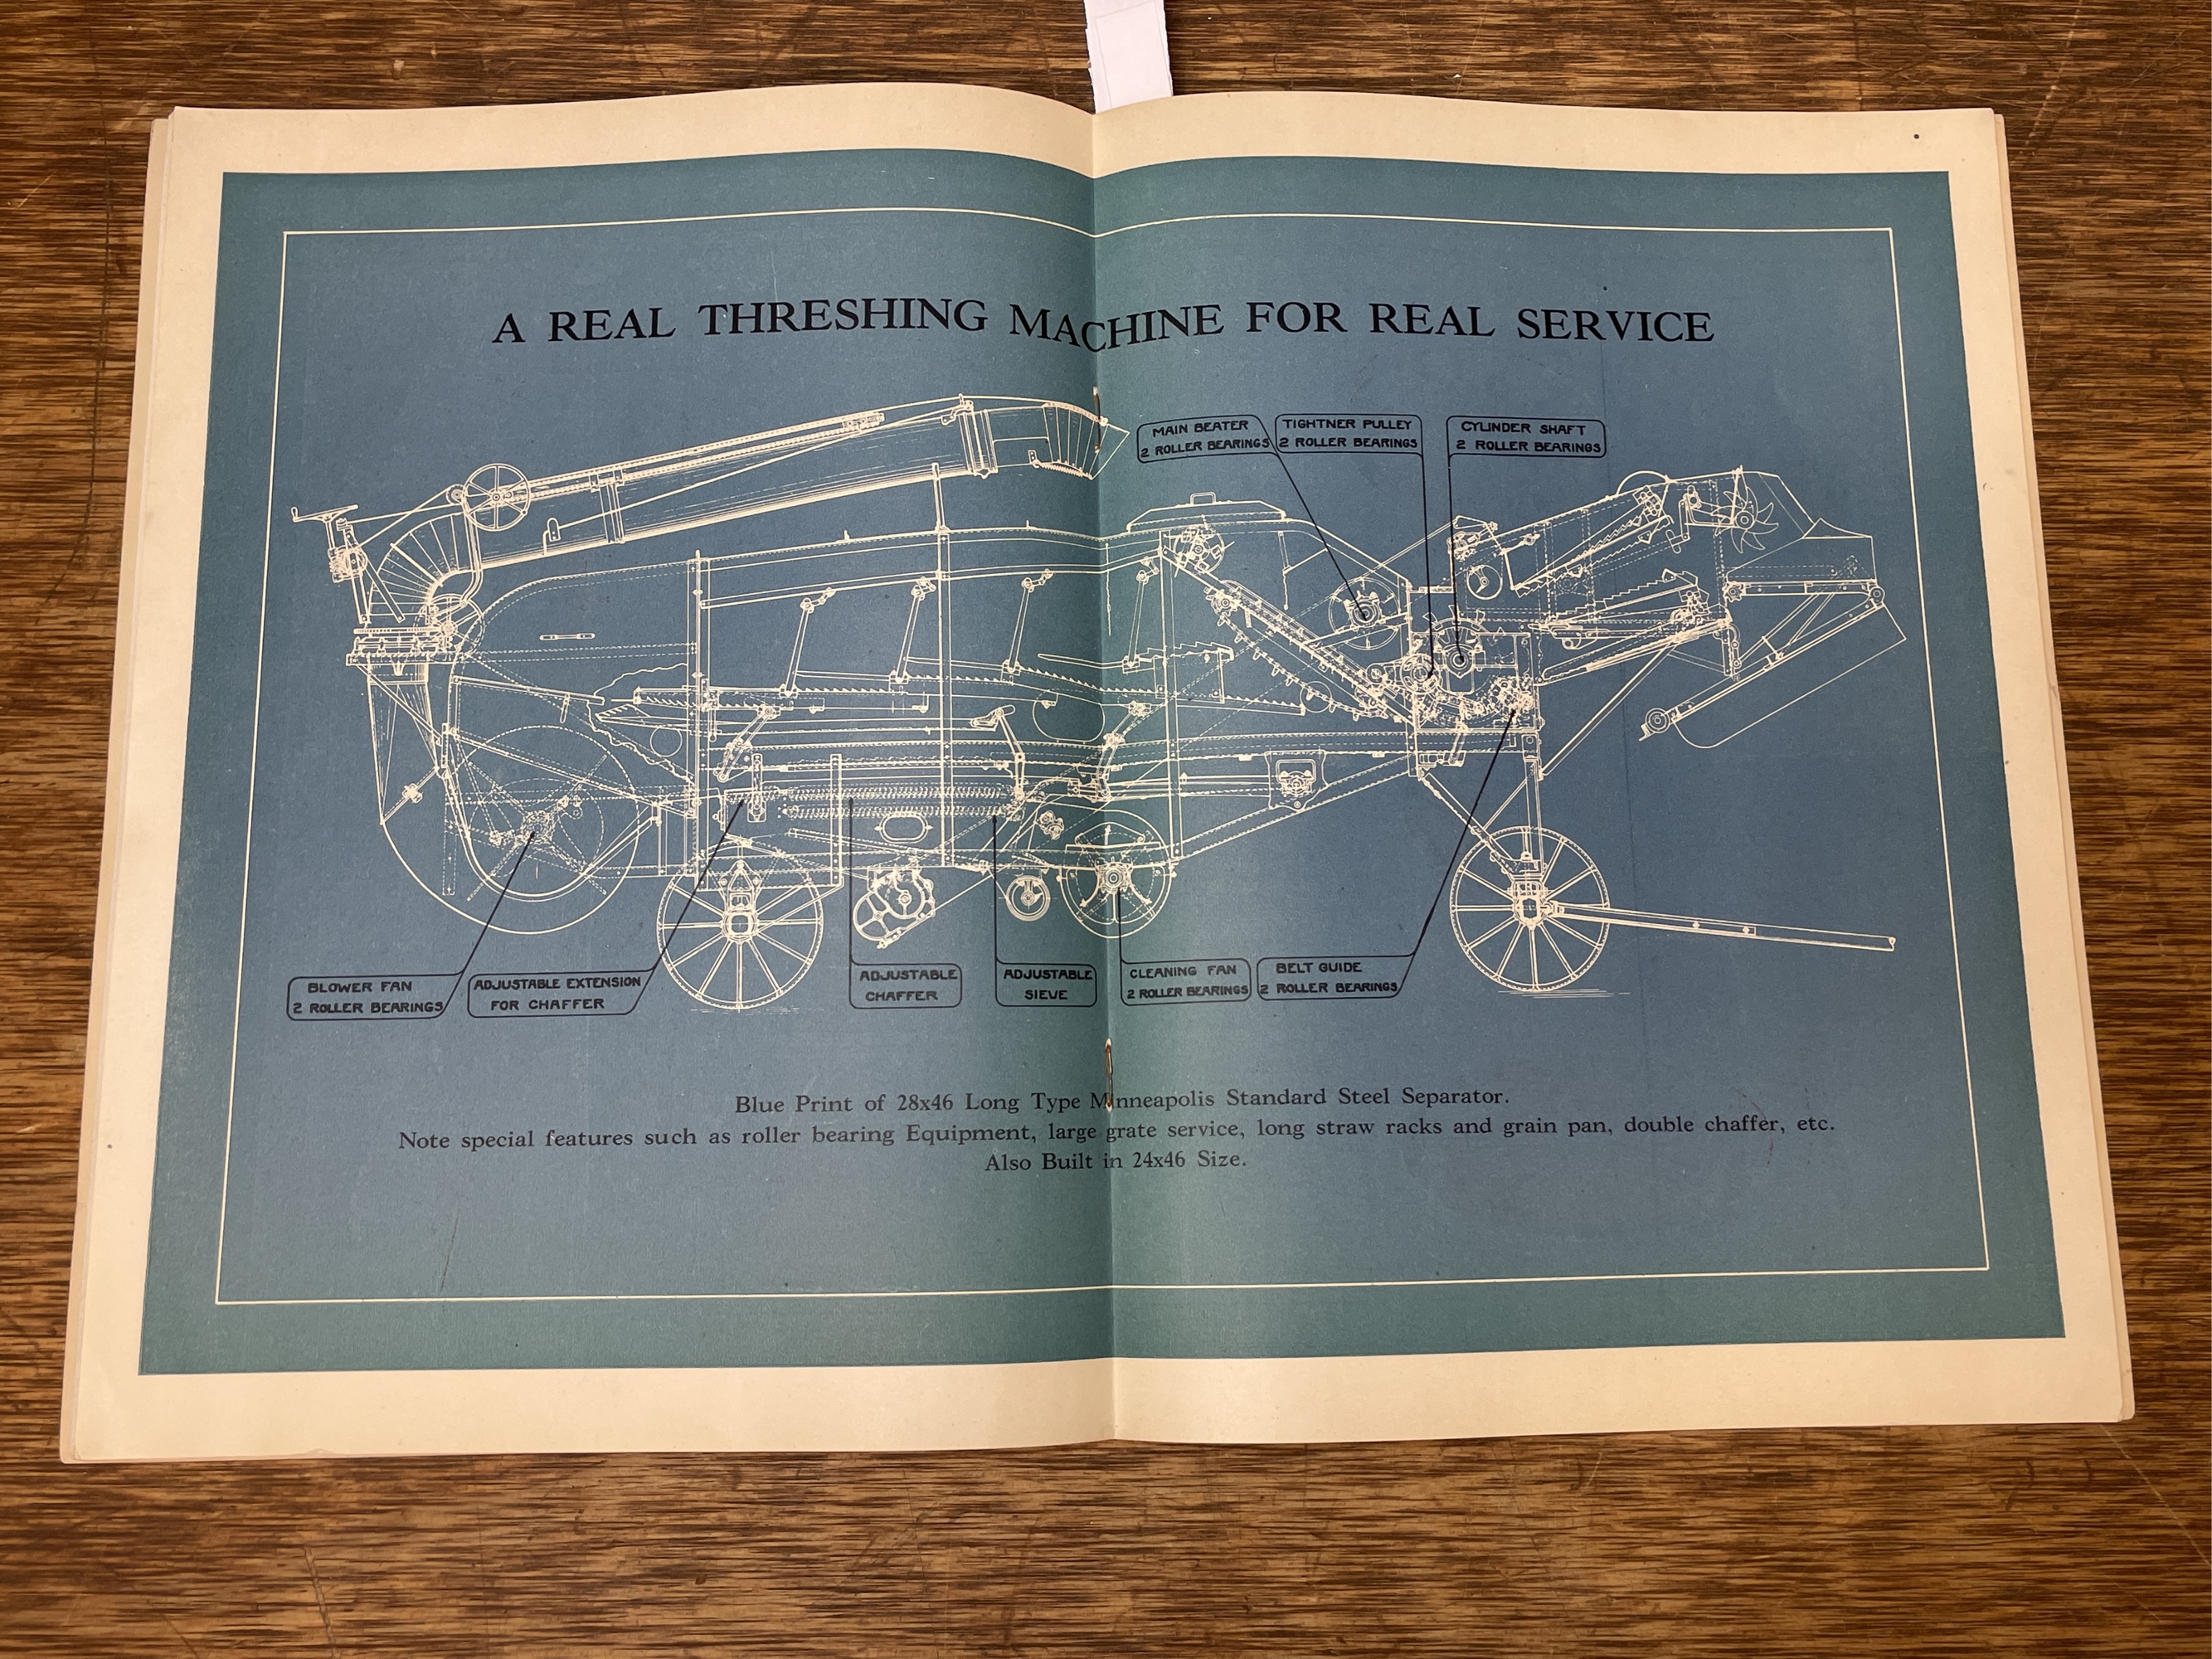 A REAL THRESHING MACHINE FOR REAL SERVICE
MAIN BEATER
2 ROLLER BEARINGS
TIGHTNER PULLEY
2 ROLLER BEARINGS
CYLINDER SHAFT
2 ROLLER BEARINGS
BLOWER FAN
2 ROLLER BEARINGS
ADJUSTABLE EXTENSION
FOR CHAFFER
ADJUSTABLE
CHAFFER
ADJUSTABLE
SIEVE
CLEANING FAN
2 ROLLER BEARINGS
BELT GUIDE
2 ROLLER BEARINGS
Blue Print of 28x46 Long Type Minneapolis Standard Steel Separator.
Note special features such as roller bearing Equipment, large grate service, long straw racks and grain pan, double chaffer, etc.
Also Built in 24x46 Size.